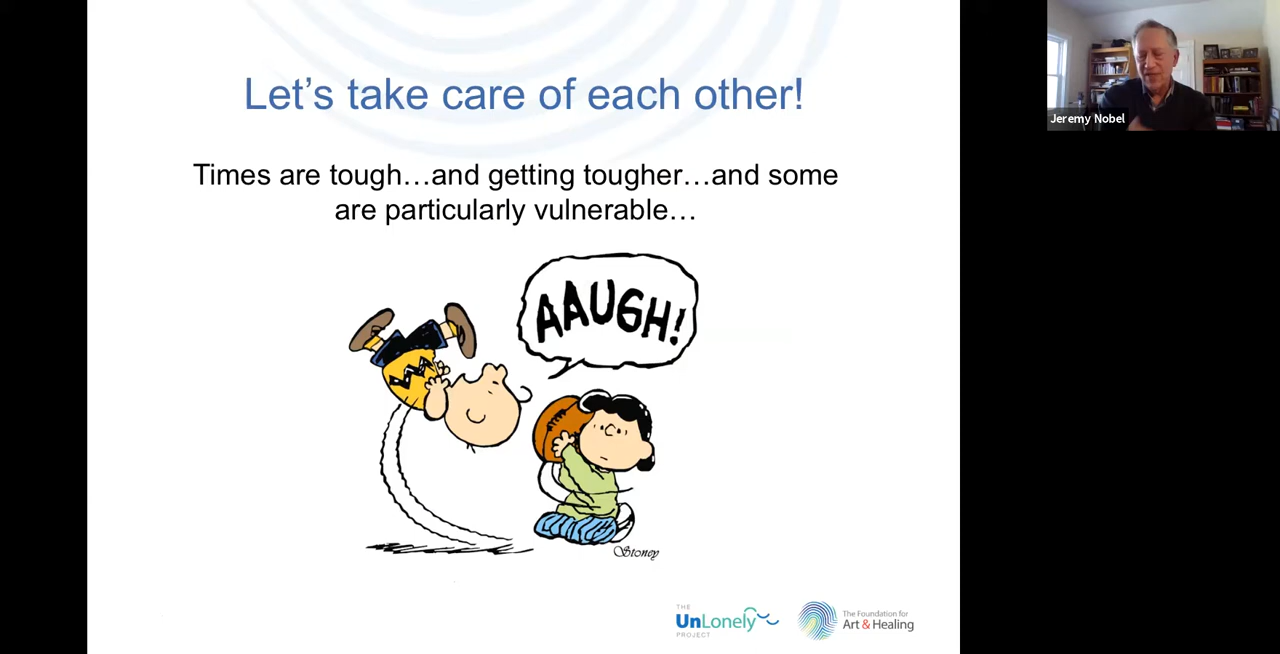 Let's take care of each other!
Times are tough…and getting tougher…and some
are particularly vulnerable…
AAUGH!
Stoney
THE
UnLonely
PROJECT
The Foundation for
Art & Healing
Jeremy Nobel